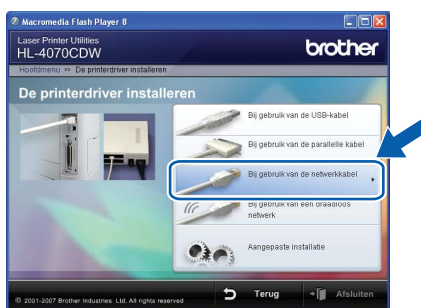 Macromedia Flash Player 8
Laser Printer Utilities
HL-4070CDW
brother
Hoofdmenu >> De printerdriver installeren
De printerdriver installeren
Bij gebruik van de USB-kabel
Bij gebruik van de parallelle kabel
Bij gebruik van de netwerkkabel
Bij gebruik van een draadloos
netwerk
Aangepaste installatie
© 2001-2007 Brother Industries Ltd. All rights reserved
Terug
Afsluiten